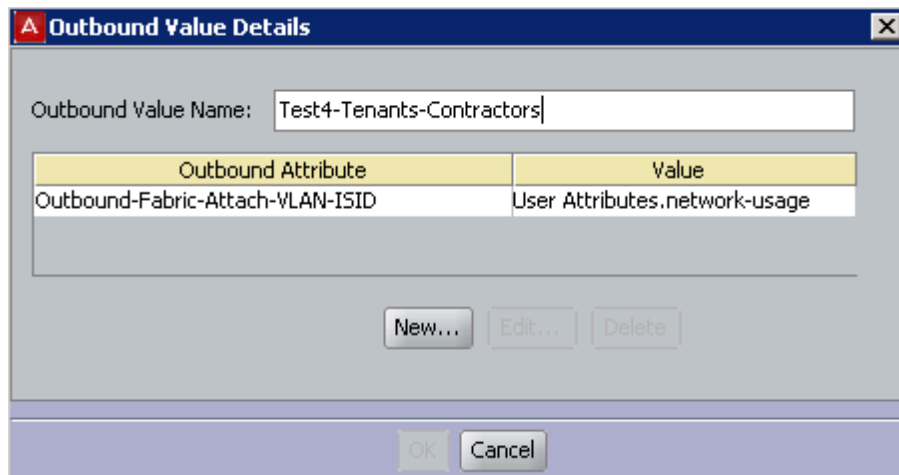 A Outbound Value Details
Outbound Value Name: Test4-Tenants-Contractors
Outbound Attribute Value
Outbound-Fabric-Attach-VLAN-ISID User Attributes.network-usage
New... Edit... Delete
OK Cancel